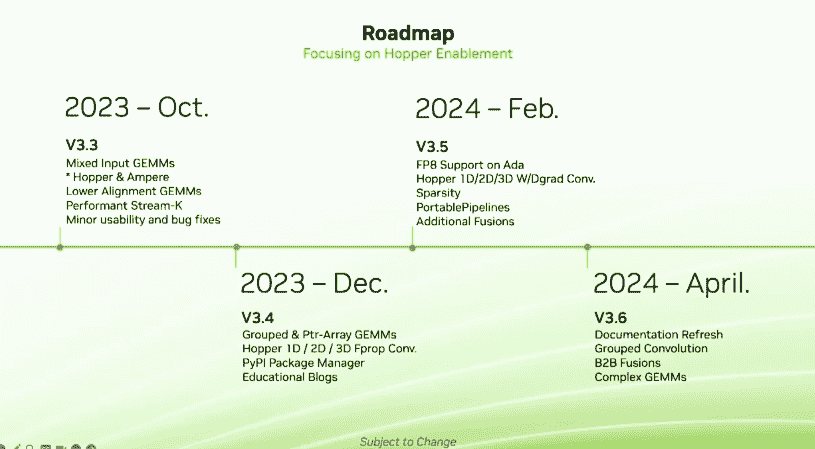 Roadmap
Focusing on Hopper Enablement
2023 – Oct.
V3.3
Mixed Input GEMMs
* Hopper & Ampere
Lower Alignment GEMMs
Performant Stream-K
Minor usability and bug fixes
2023 – Dec.
V3.4
Grouped & Ptr-Array GEMMs
Hopper 1D / 2D / 3D Fprop Conv.
PyPI Package Manager
Educational Blogs
2024 – Feb.
V3.5
FP8 Support on Ada
Hopper 1D/2D/3D W/Dgrad Conv.
Sparsity
PortablePipelines
Additional Fusions
2024 – April.
V3.6
Documentation Refresh
Grouped Convolution
B2B Fusions
Complex GEMMs
Subject to Change